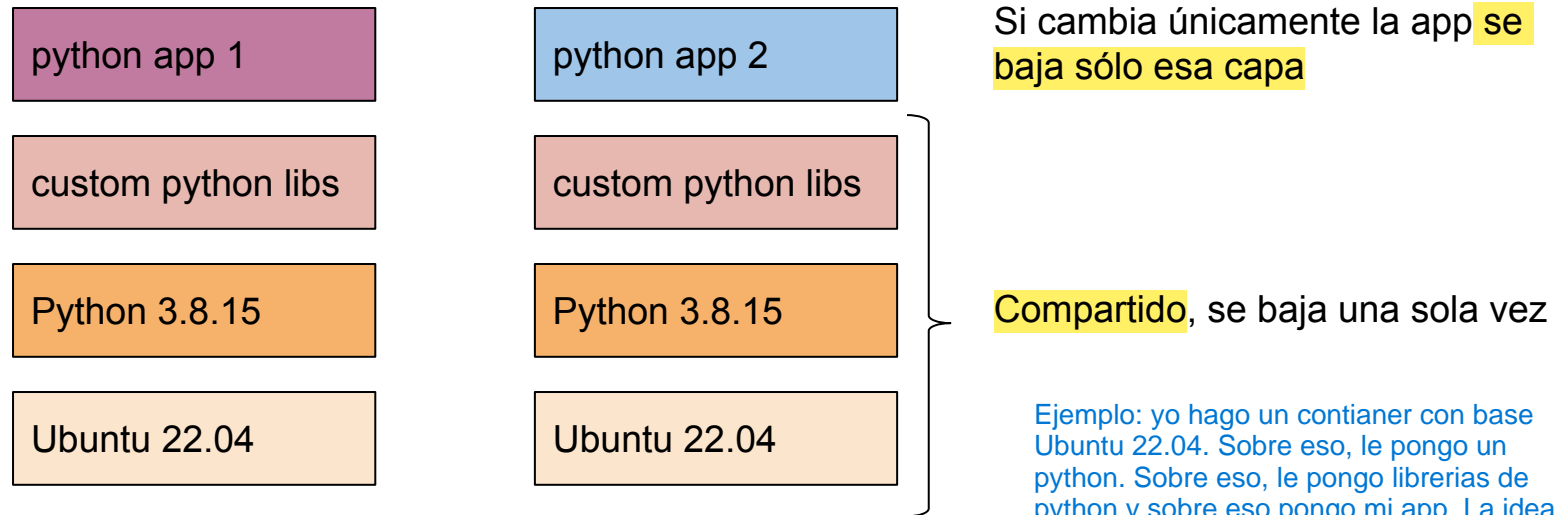 python app 1
python app 2
Si cambia únicamente la app se
baja sólo esa capa
custom python libs
custom python libs
Python 3.8.15
Python 3.8.15
Compartido, se baja una sola vez
Ubuntu 22.04
Ubuntu 22.04
Ejemplo: yo hago un contianer con base
Ubuntu 22.04. Sobre eso, le pongo un
python. Sobre eso, le pongo librerias de
python y sobre eso pongo mi app. La idea